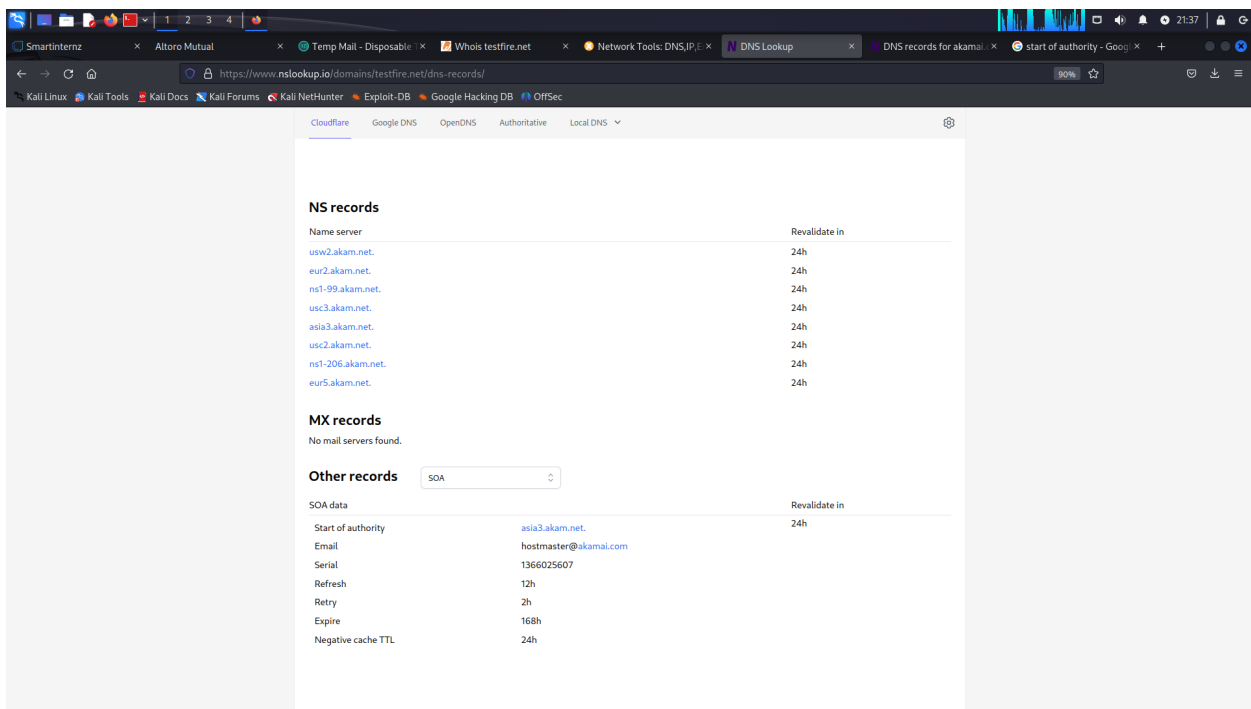 1 2 3 4 21:37
Smartinternz Altoro Mutual Temp Mail - Disposable T Whois testfire.net Network Tools: DNS,IP,E DNS Lookup DNS records for akamai. start of authority - Goog
https://www.nslookup.io/domains/testfire.net/dns-records/ 90%
Kali Linux Kali Tools Kali Docs Kali Forums Kali NetHunter Exploit-DB Google Hacking DB OffSec
Cloudflare Google DNS OpenDNS Authoritative Local DNS
NS records
Name server Revalidate in
usw2.akam.net. 24h
eur2.akam.net. 24h
ns1-99.akam.net. 24h
usc3.akam.net. 24h
asia3.akam.net. 24h
usc2.akam.net. 24h
ns1-206.akam.net. 24h
eur5.akam.net. 24h
MX records
No mail servers found.
Other records SOA
SOA data Revalidate in
Start of authority asia3.akam.net. 24h
Email hostmaster@akamai.com
Serial 1366025607
Refresh 12h
Retry 2h
Expire 168h
Negative cache TTL 24h